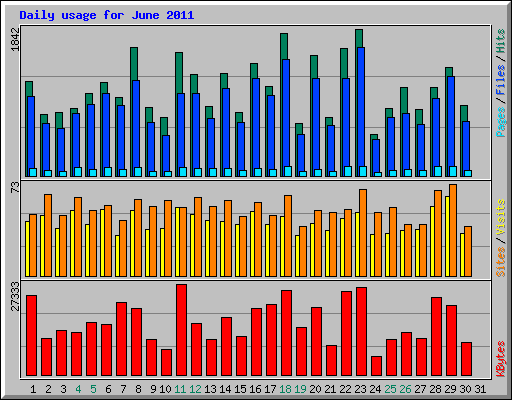 Daily usage for June 2011
1842
Pages / Files / Hits
73
Sites / Visits
27333
KBytes
1 2 3 4 5 6 7 8 9 10 11 12 13 14 15 16 17 18 19 20 21 22 23 24 25 26 27 28 29 30 31